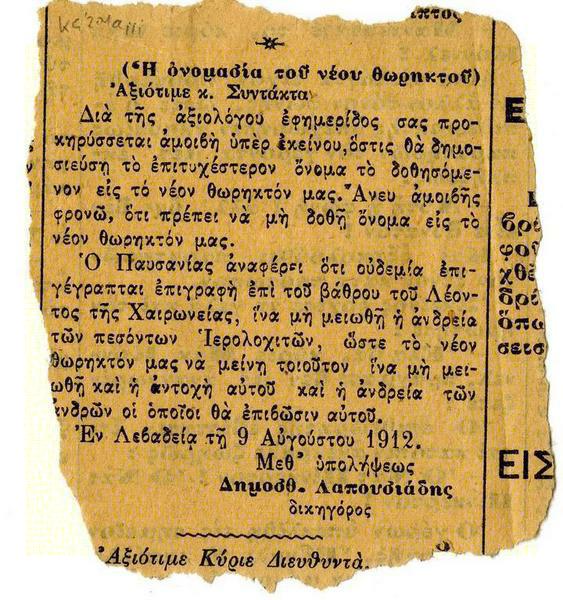 (Ἡ ὀνομασία τοῦ νέου θωρηκτοῦ)
Ἀξιότιμε κ. Συντάκτα
Διὰ τῆς ἀξιολόγου ἐφημερίδος σας προ-
κηρύσσεται ἀμοιβὴ ὑπὲρ ἐκείνου, ὅστις θὰ δημο-
σιεύσῃ τὸ ἐπιτυχέστερον ὄνομα τὸ δοθησόμε-
νον εἰς τὸ νέον θωρηκτόν μας. Ἄνευ ἀμοιβῆς
φρονῶ, ὅτι πρέπει νὰ μὴ δοθῇ ὄνομα εἰς τὸ
νέον θωρηκτόν μας.
Ὁ Παυσανίας ἀναφέρει ὅτι οὐδεμία ἐπι-
γέγραπται ἐπιγραφὴ ἐπὶ τοῦ βάθρου τοῦ Λέον-
τος τῆς Χαιρωνείας, ἵνα μὴ μειωθῇ ἡ ἀνδρεία
τῶν πεσόντων Ἱερολοχιτῶν, ὥστε τὸ νέον
θωρηκτόν μας νὰ μείνῃ τοιοῦτον ἵνα μὴ μει-
ωθῇ καὶ ἡ ἀντοχὴ αὐτοῦ καὶ ἡ ἀνδρεία τῶν
ἀνδρῶν οἱ ὁποῖοι θὰ ἐπιβῶσιν αὐτοῦ.
Ἐν Λεβαδείᾳ τῇ 9 Αὐγούστου 1912.
Μεθ' ὑπολήψεως
Δημοσθ. Λαπουσιάδης
δικηγόρος
Ἀξιότιμε Κύριε Διευθυντά.
ΕΙΣ